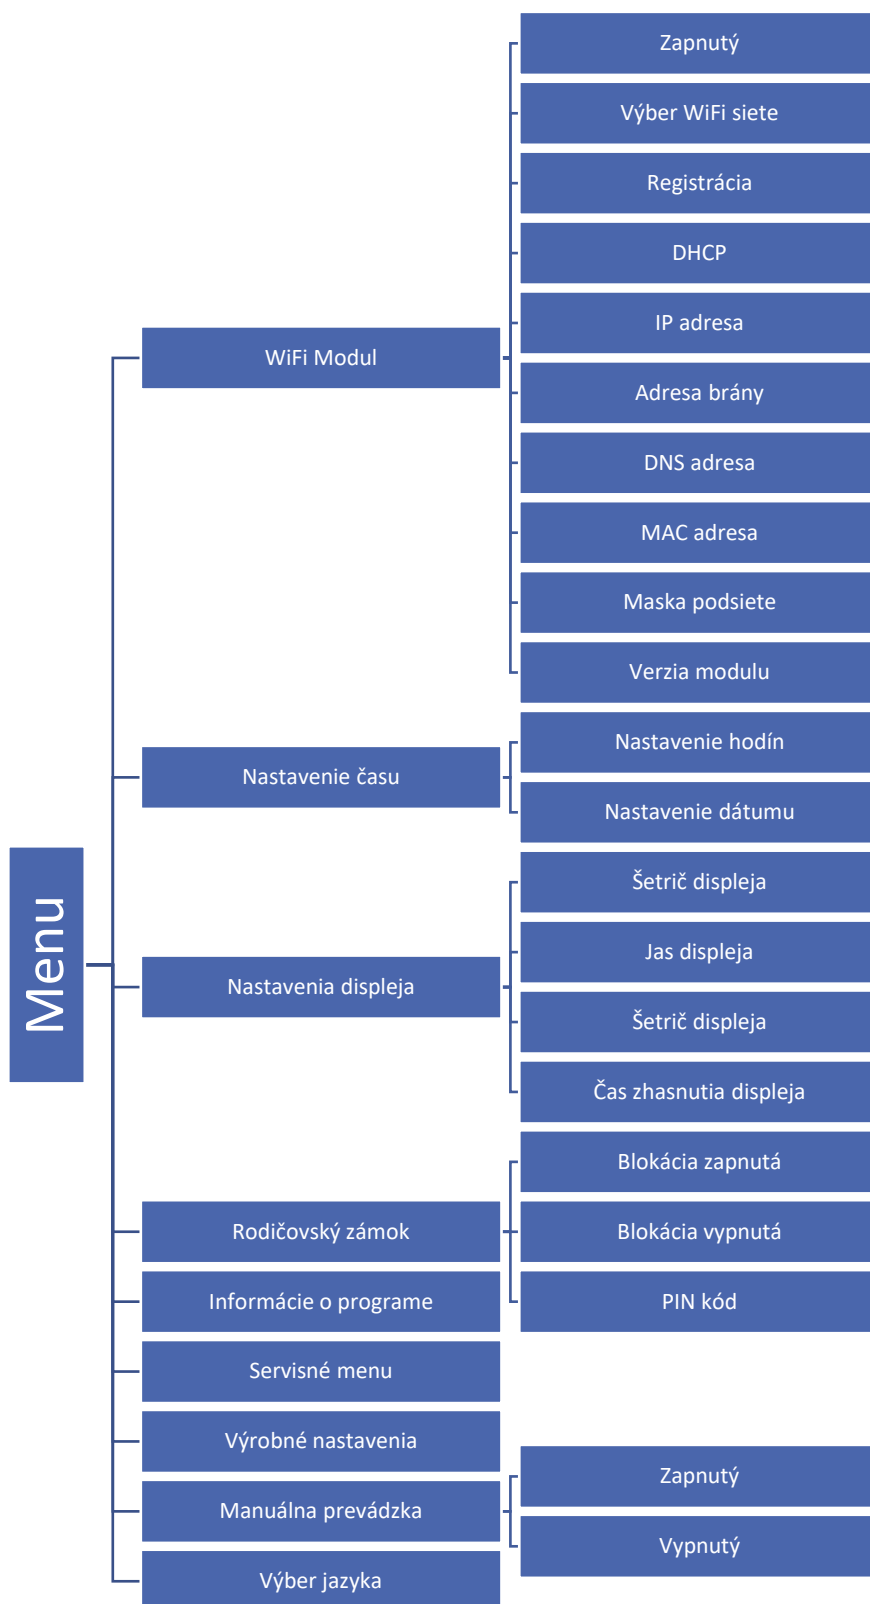 Menu
WiFi Modul
Zapnutý
Výber WiFi siete
Registrácia
DHCP
IP adresa
Adresa brány
DNS adresa
MAC adresa
Maska podsiete
Verzia modulu
Nastavenie času
Nastavenie hodín
Nastavenie dátumu
Nastavenia displeja
Šetrič displeja
Jas displeja
Šetrič displeja
Čas zhasnutia displeja
Rodičovský zámok
Blokácia zapnutá
Blokácia vypnutá
PIN kód
Informácie o programe
Servisné menu
Výrobné nastavenia
Manuálna prevádzka
Zapnutý
Vypnutý
Výber jazyka